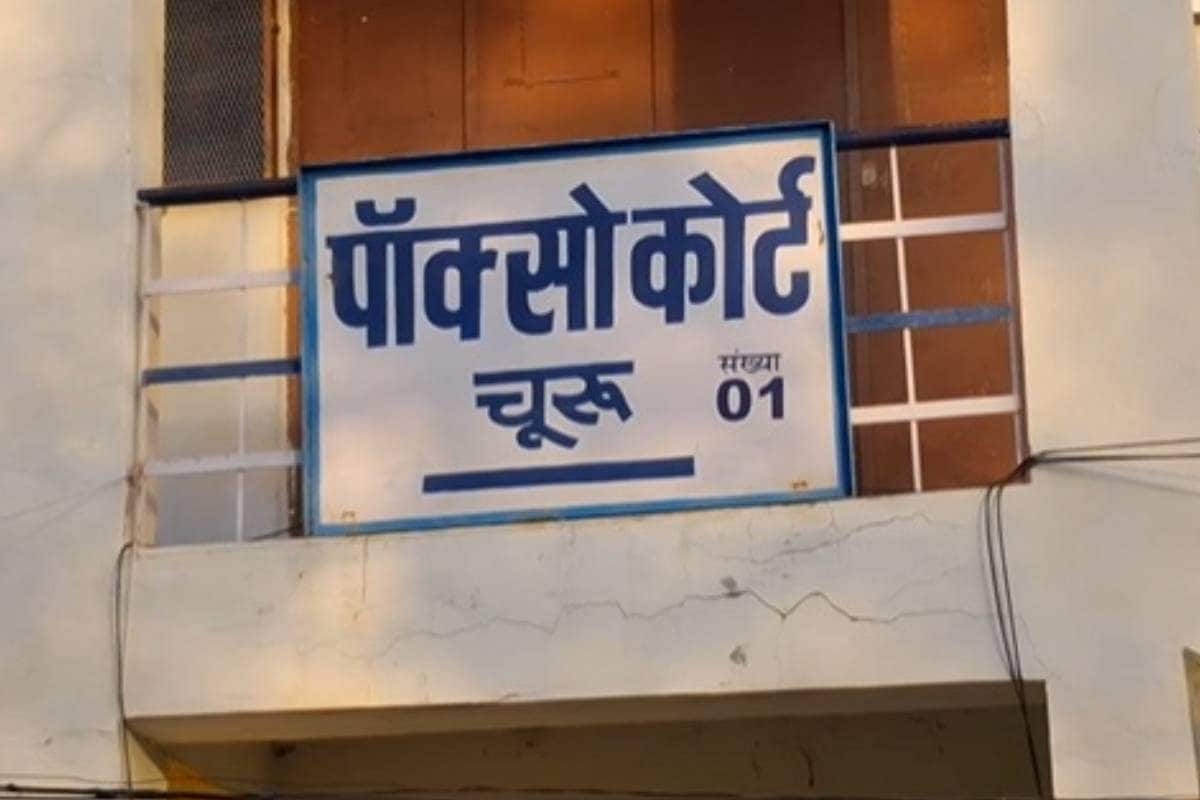 पॉक्सो कोर्ट
चूरू
संख्या
01